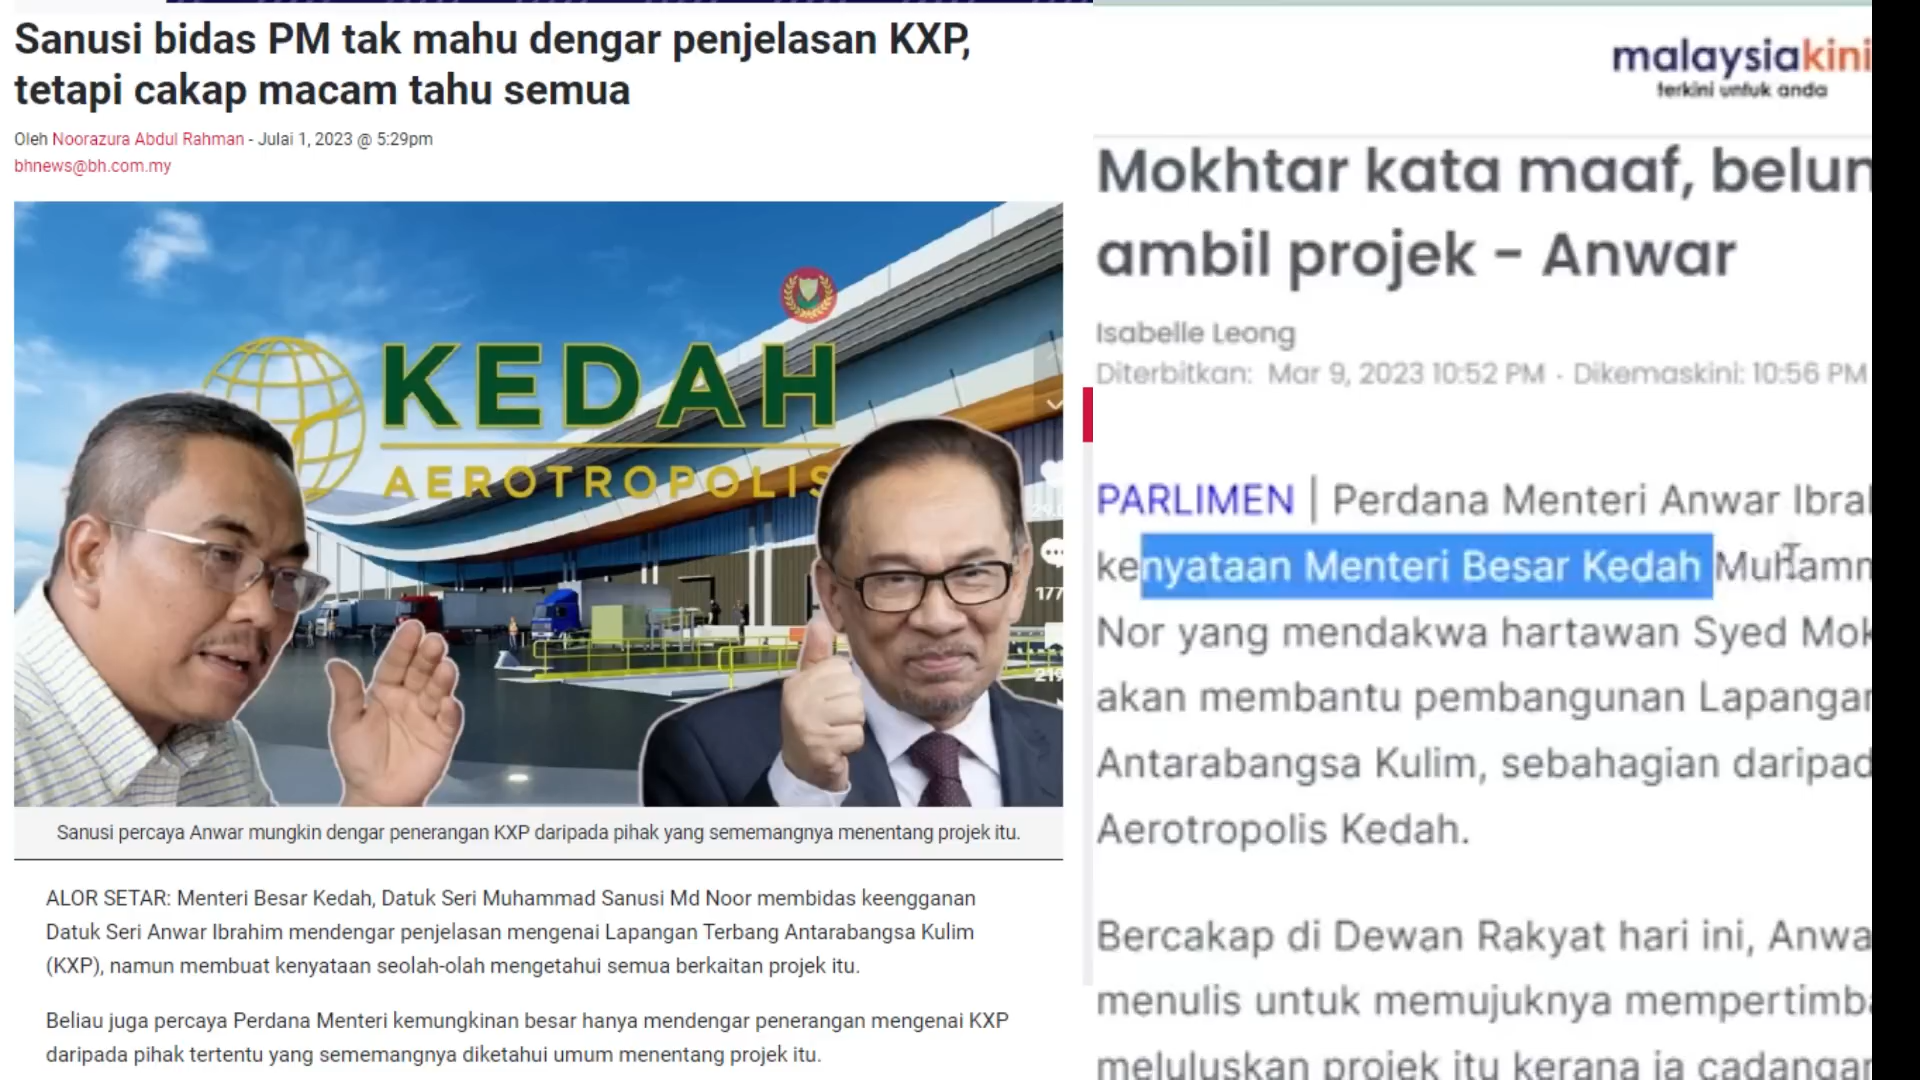 Sanusi bidas PM tak mahu dengar penjelasan KXP,
tetapi cakap macam tahu semua
Oleh Noorazura Abdul Rahman - Julai 1, 2023 @ 5:29pm
bhnews@bh.com.my
KEDAH
AEROTROPOLIS
177
219
Sanusi percaya Anwar mungkin dengar penerangan KXP daripada pihak yang sememangnya menentang projek itu.
ALOR SETAR: Menteri Besar Kedah, Datuk Seri Muhammad Sanusi Md Noor membidas keengganan
Datuk Seri Anwar Ibrahim mendengar penjelasan mengenai Lapangan Terbang Antarabangsa Kulim
(KXP), namun membuat kenyataan seolah-olah mengetahui semua berkaitan projek itu.
Beliau juga percaya Perdana Menteri kemungkinan besar hanya mendengar penerangan mengenai KXP
daripada pihak tertentu yang sememangnya diketahui umum menentang projek itu.
malaysiakini
terkini untuk anda
Mokhtar kata maaf, belum
ambil projek - Anwar
Isabelle Leong
Diterbitkan: Mar 9, 2023 10:52 PM · Dikemaskini: 10:56 PM
PARLIMEN | Perdana Menteri Anwar Ibra
kenyataan Menteri Besar Kedah Muhamm
Nor yang mendakwa hartawan Syed Mok
akan membantu pembangunan Lapangan
Antarabangsa Kulim, sebahagian daripad
Aerotropolis Kedah.
Bercakap di Dewan Rakyat hari ini, Anwa
menulis untuk memujuknya mempertimba
meluluskan projek itu kerana ia cadangan